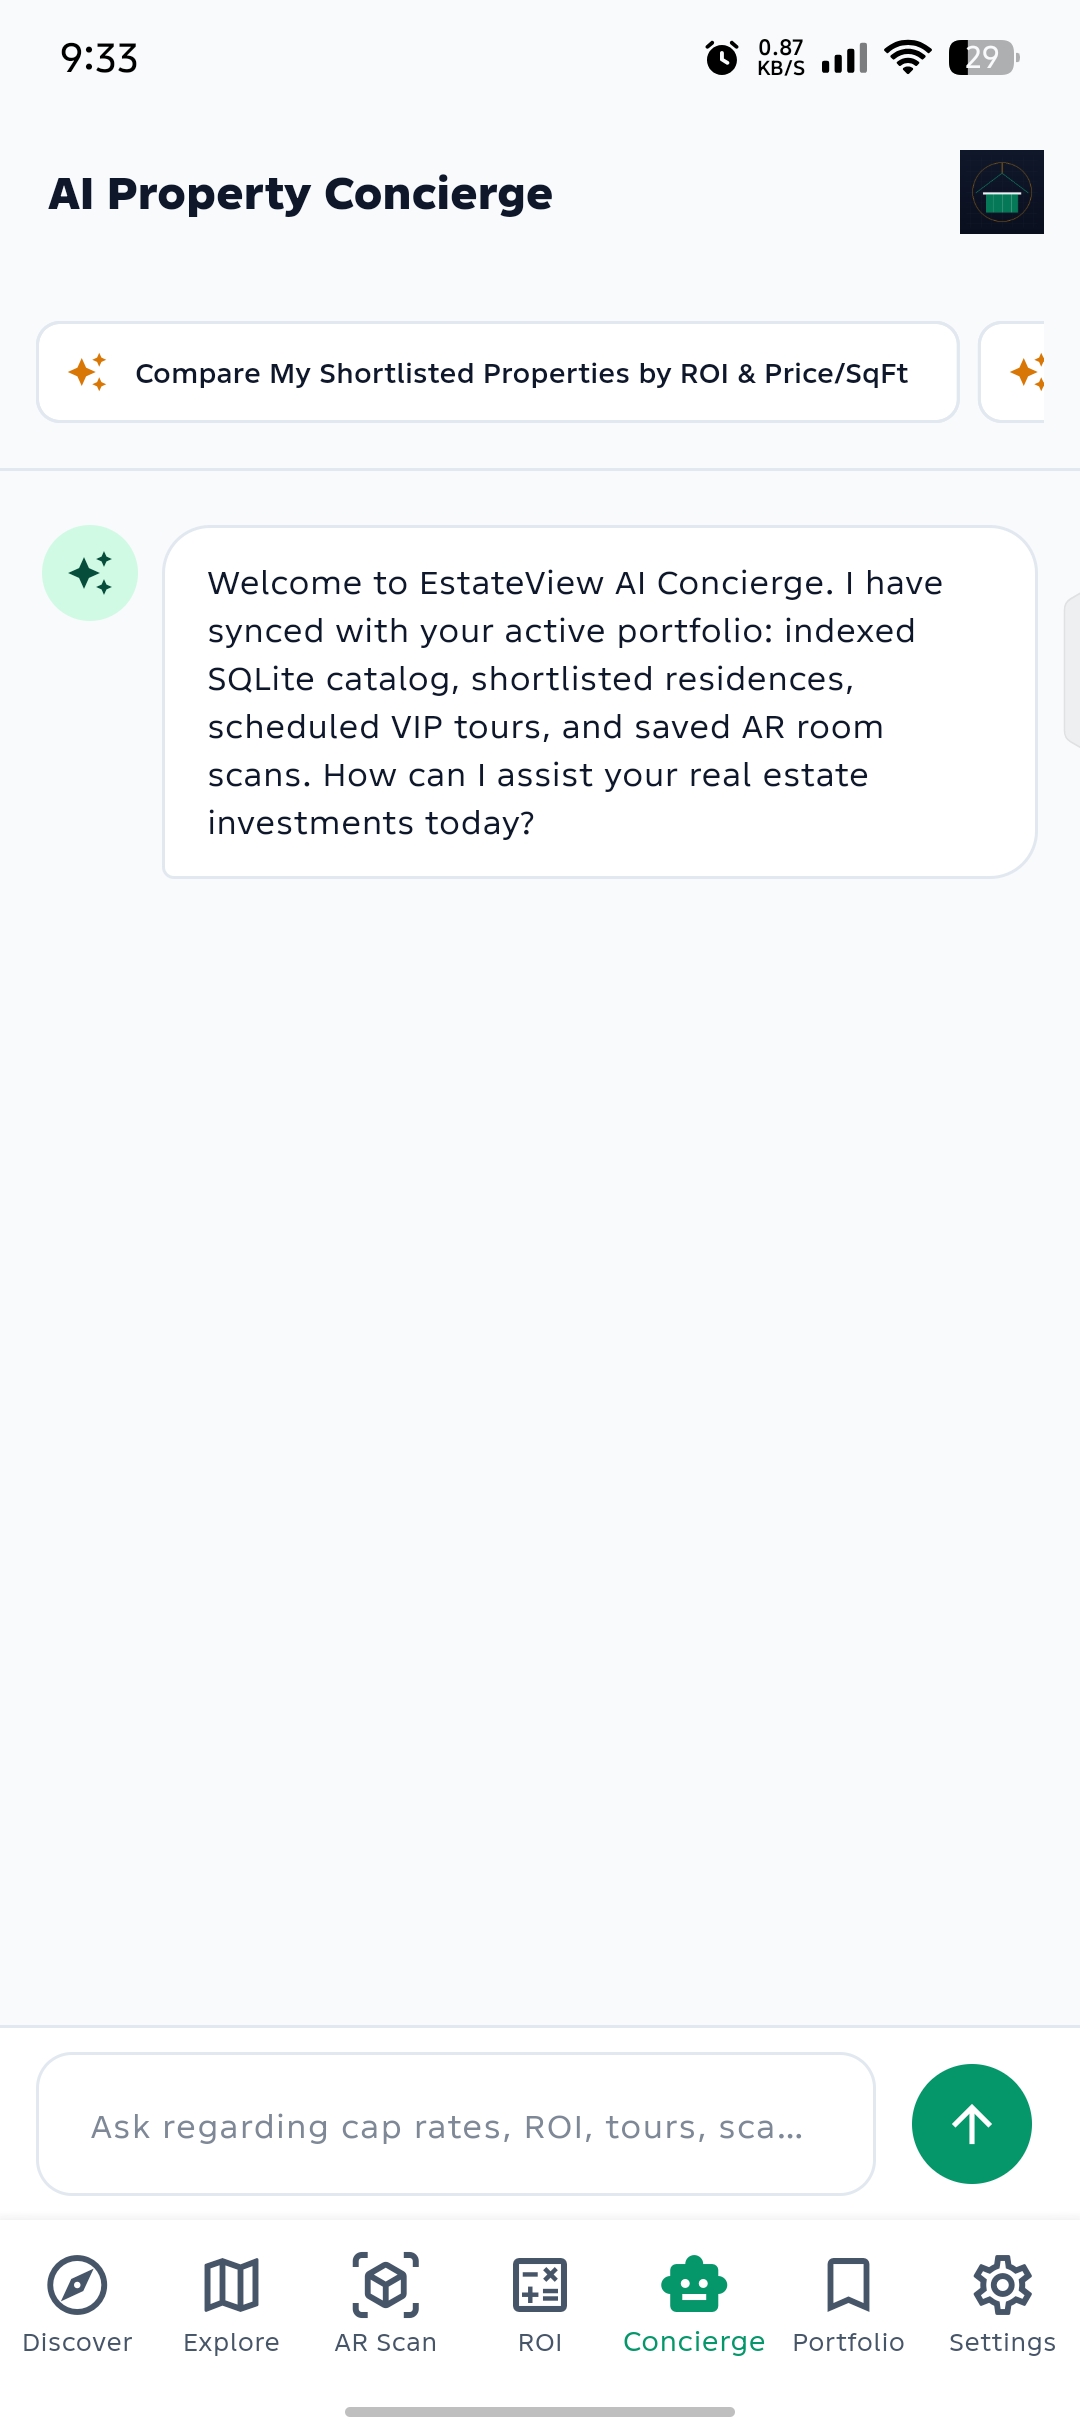 9:33
0.87
KB/S
29
AI Property Concierge
Compare My Shortlisted Properties by ROI & Price/SqFt
Welcome to EstateView AI Concierge. I have
synced with your active portfolio: indexed
SQLite catalog, shortlisted residences,
scheduled VIP tours, and saved AR room
scans. How can I assist your real estate
investments today?
Ask regarding cap rates, ROI, tours, sca...
Discover
Explore
AR Scan
ROI
Concierge
Portfolio
Settings